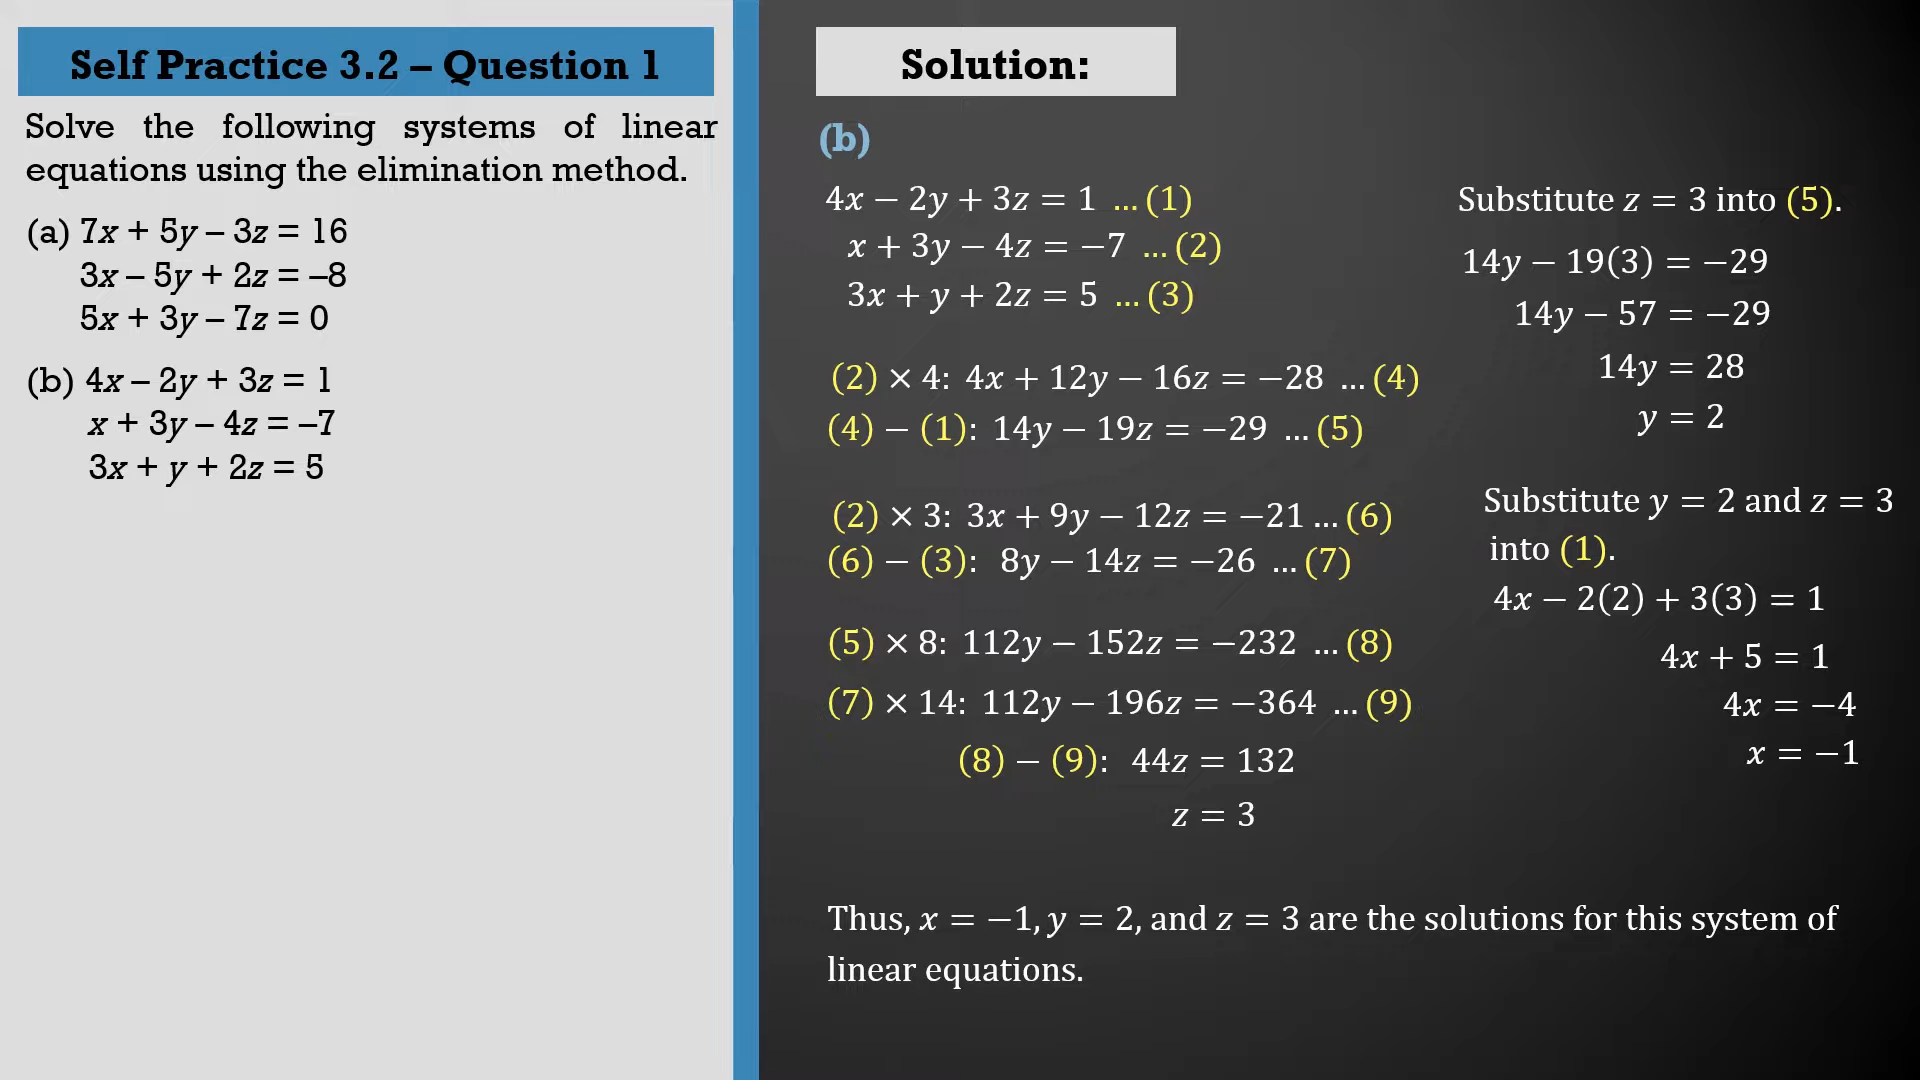 Self Practice 3.2 – Question 1
Solve the following systems of linear
equations using the elimination method.
(a) 7x + 5y – 3z = 16
3x – 5y + 2z = –8
5x + 3y – 7z = 0
(b) 4x – 2y + 3z = 1
x + 3y – 4z = –7
3x + y + 2z = 5
Solution:
(b)
4x − 2y + 3z = 1 … (1)
x + 3y − 4z = −7 … (2)
3x + y + 2z = 5 … (3)
(2) × 4: 4x + 12y − 16z = −28 … (4)
(4) − (1): 14y − 19z = −29 … (5)
(2) × 3: 3x + 9y − 12z = −21 … (6)
(6) − (3): 8y − 14z = −26 … (7)
(5) × 8: 112y − 152z = −232 … (8)
(7) × 14: 112y − 196z = −364 … (9)
(8) − (9): 44z = 132
z = 3
Substitute z = 3 into (5).
14y − 19(3) = −29
14y − 57 = −29
14y = 28
y = 2
Substitute y = 2 and z = 3
into (1).
4x − 2(2) + 3(3) = 1
4x + 5 = 1
4x = −4
x = −1
Thus, x = −1, y = 2, and z = 3 are the solutions for this system of
linear equations.